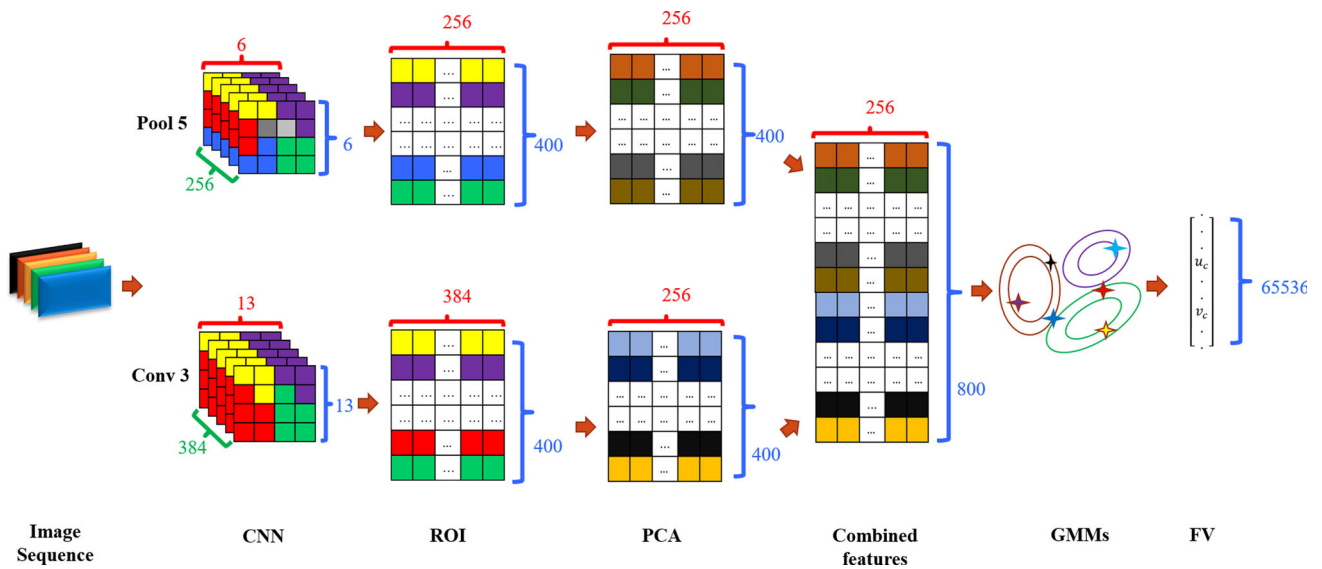 256
256
6
256
Pool 5
6
400
400
256
13
384
256
u_c
65536
v_c
Conv 3
13
800
384
400
400
Image
Sequence
CNN
ROI
PCA
Combined
features
GMMs
FV